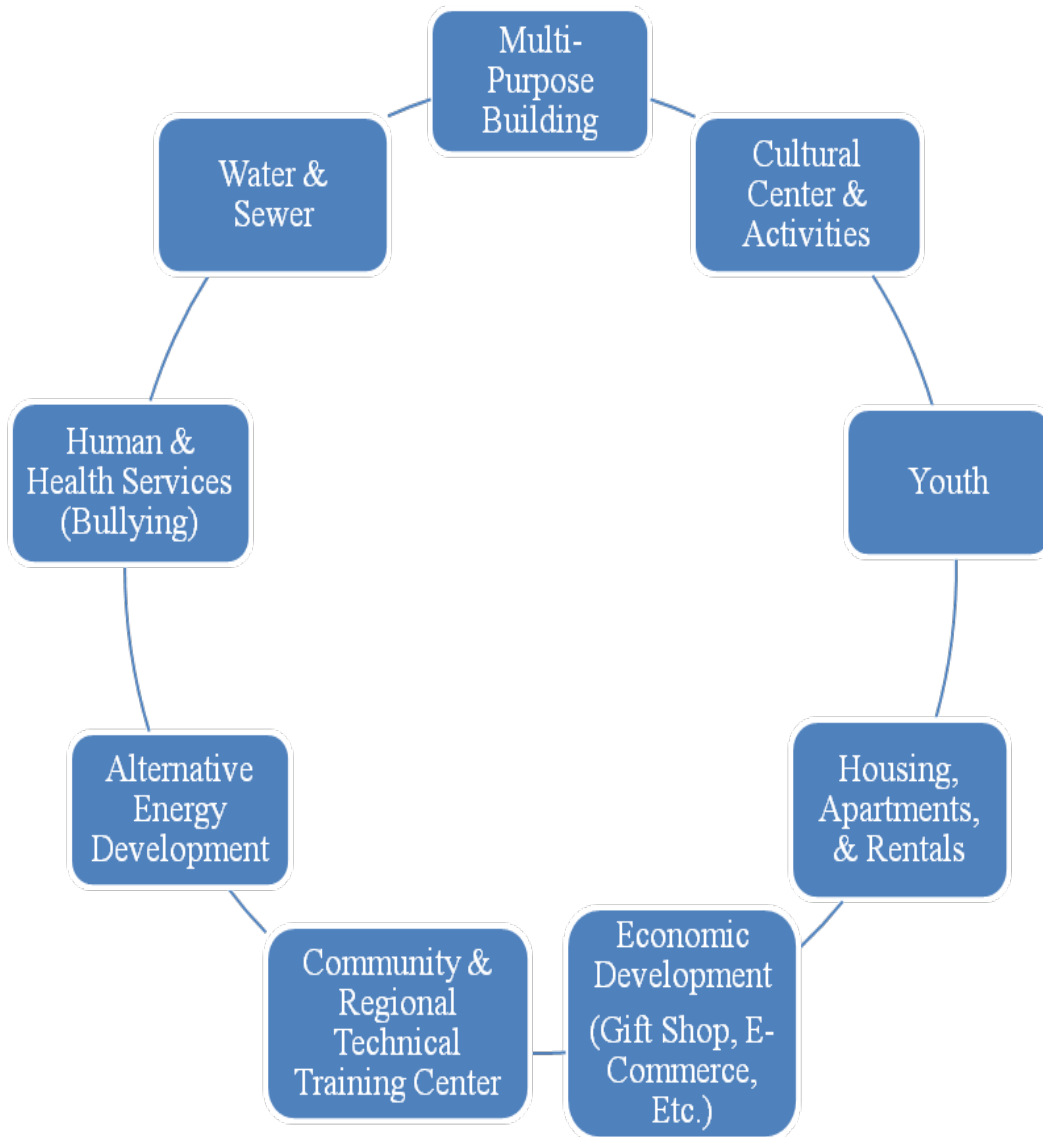 Multi-
Purpose
Building
Cultural
Center &
Activities
Youth
Housing,
Apartments,
& Rentals
Economic
Development
(Gift Shop, E-
Commerce,
Etc.)
Community &
Regional
Technical
Training Center
Alternative
Energy
Development
Human &
Health Services
(Bullying)
Water &
Sewer